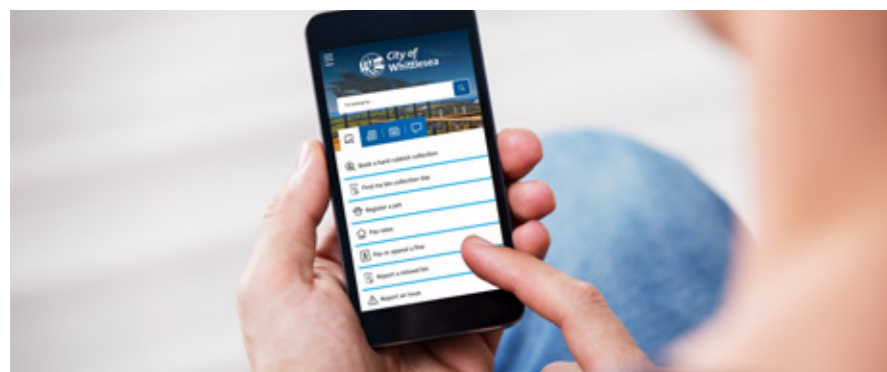 City of
Whittlesea
Book a hard rubbish collection
Find my bin collection day
Register a pet
Pay rates
Pay or appeal a fine
Report a missed bin
Report an issue